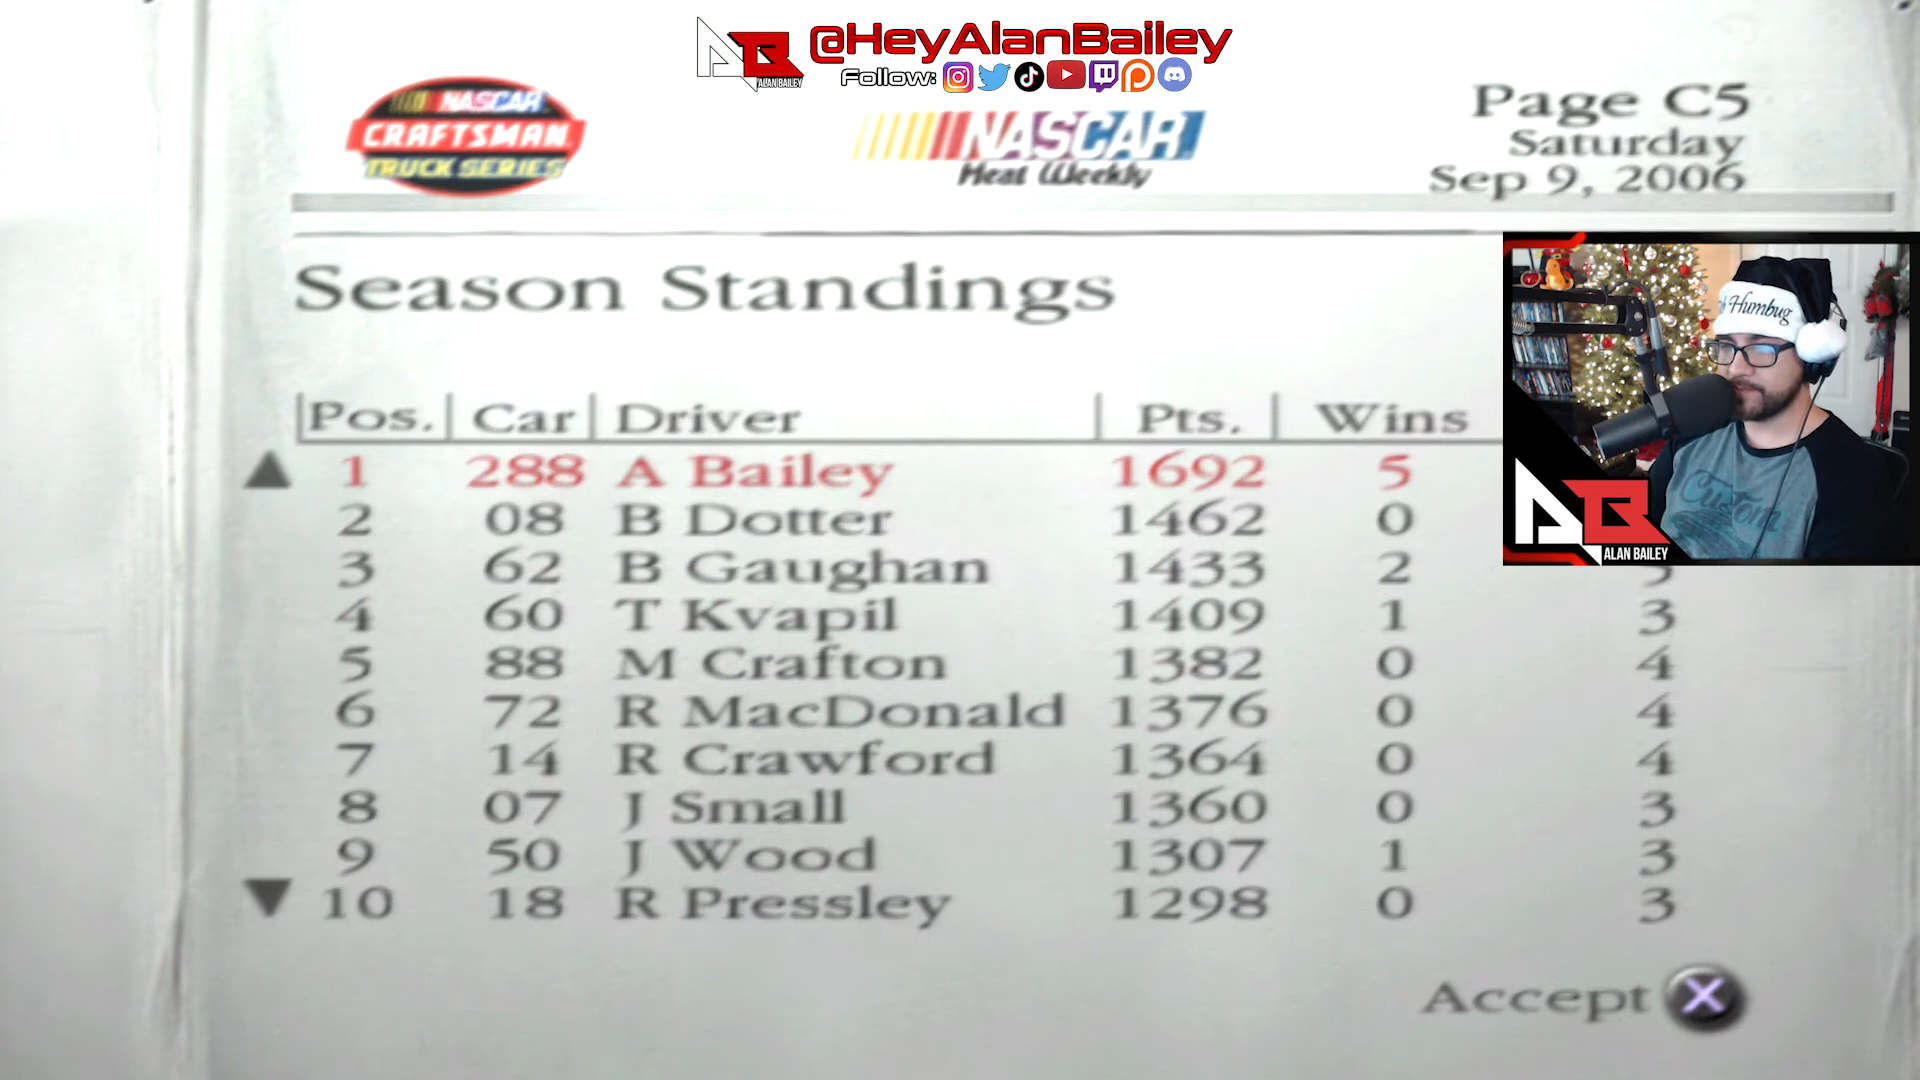 @HeyAlanBailey
ALAN BAILEY
Follow:
NASCAR
CRAFTSMAN
TRUCK SERIES
NASCAR
Heat Weekly
Page C5
Saturday
Sep 9, 2006
Season Standings
Humbug
Custom
ALAN BAILEY
Pos. Car Driver Pts. Wins
1 288 A Bailey 1692 5
2 08 B Dotter 1462 0
3 62 B Gaughan 1433 2
4 60 T Kvapil 1409 1 3
5 88 M Crafton 1382 0 4
6 72 R MacDonald 1376 0 4
7 14 R Crawford 1364 0 4
8 07 J Small 1360 0 3
9 50 J Wood 1307 1 3
10 18 R Pressley 1298 0 3
Accept X